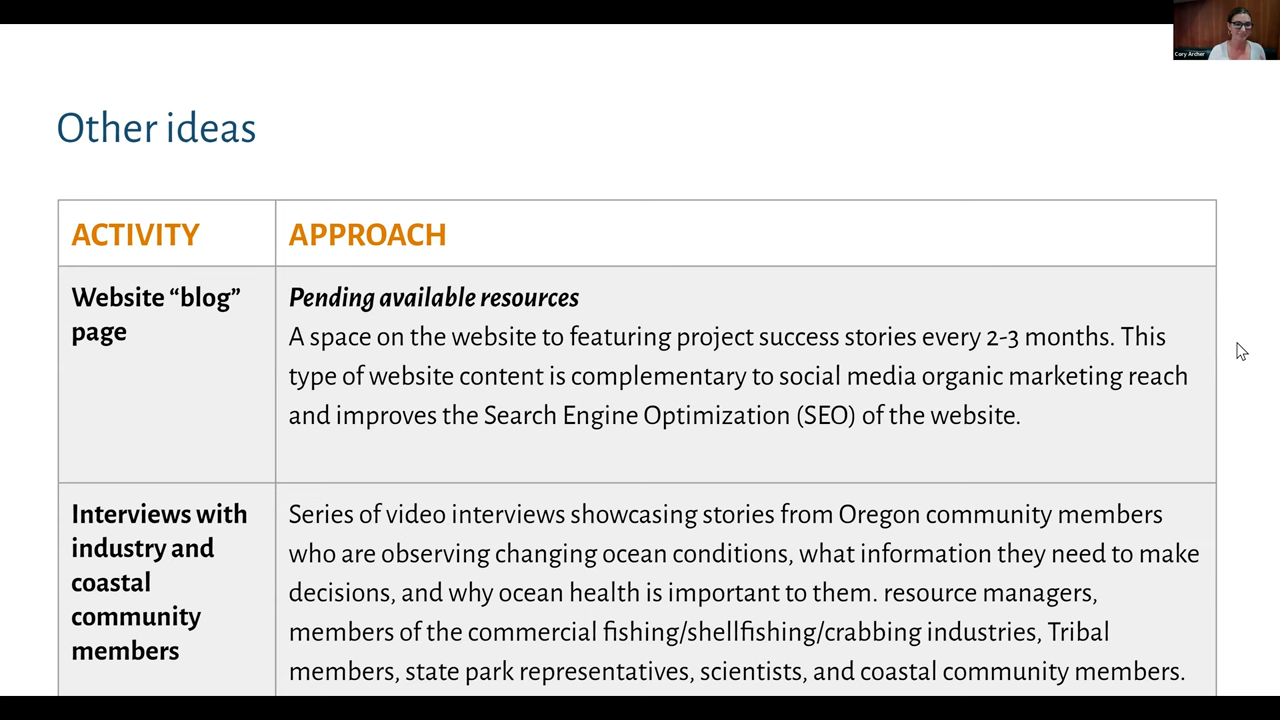 Cory Archer
Other ideas
ACTIVITY
APPROACH
Website “blog”
page
Pending available resources
A space on the website to featuring project success stories every 2-3 months. This
type of website content is complementary to social media organic marketing reach
and improves the Search Engine Optimization (SEO) of the website.
Interviews with
industry and
coastal
community
members
Series of video interviews showcasing stories from Oregon community members
who are observing changing ocean conditions, what information they need to make
decisions, and why ocean health is important to them. resource managers,
members of the commercial fishing/shellfishing/crabbing industries, Tribal
members, state park representatives, scientists, and coastal community members.